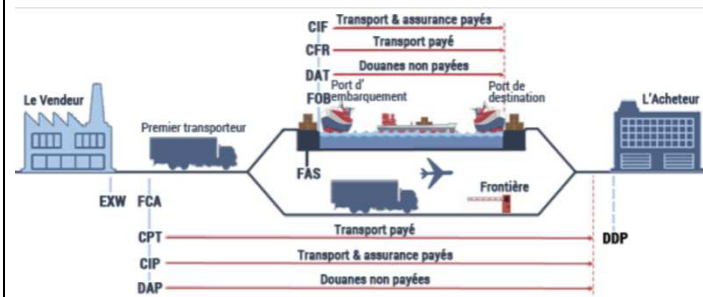 CIF Transport & assurance payés
CFR Transport payé
DAT Douanes non payées
FOB
Port d'
embarquement
Port de
destination
Le Vendeur
L'Acheteur
Premier transporteur
FAS
Frontière
EXW FCA
CPT Transport payé
DDP
CIP Transport & assurance payés
DAP Douanes non payées